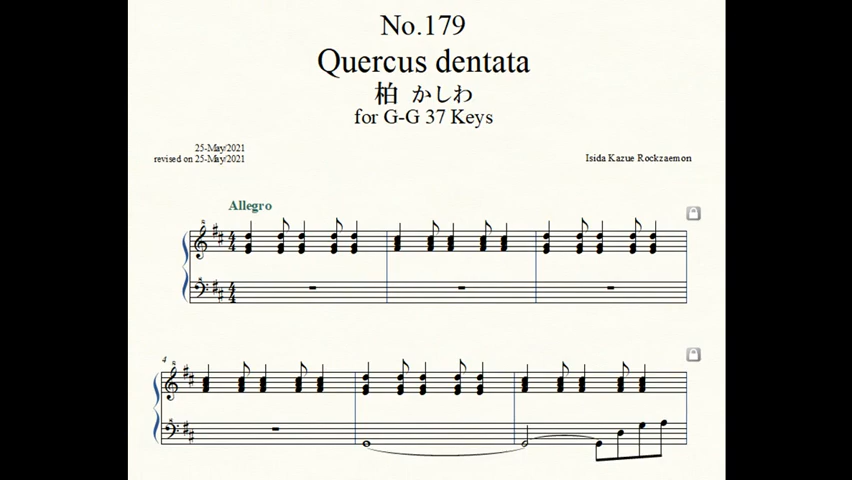 No.179
Quercus dentata
柏 かしわ
for G-G 37 Keys
25-May/2021
revised on 25-May/2021
Isida Kazue Rockzaemon
Allegro
4